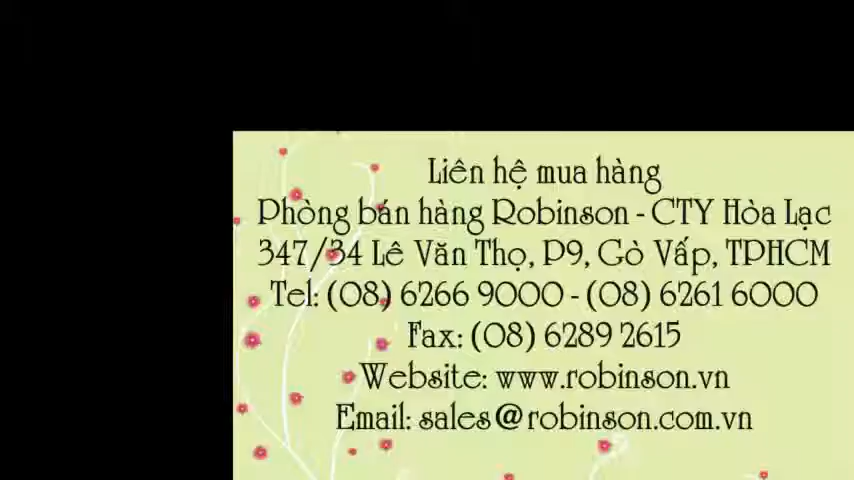 Liên hệ mua hàng
Phòng bán hàng Robinson - CTY Hòa Lạc
347/34 Lê Văn Thọ, P9, Gò Vấp, TPHCM
Tel: (08) 6266 9000 - (08) 6261 6000
Fax: (08) 6289 2615
Website: www.robinson.vn
Email: sales@robinson.com.vn